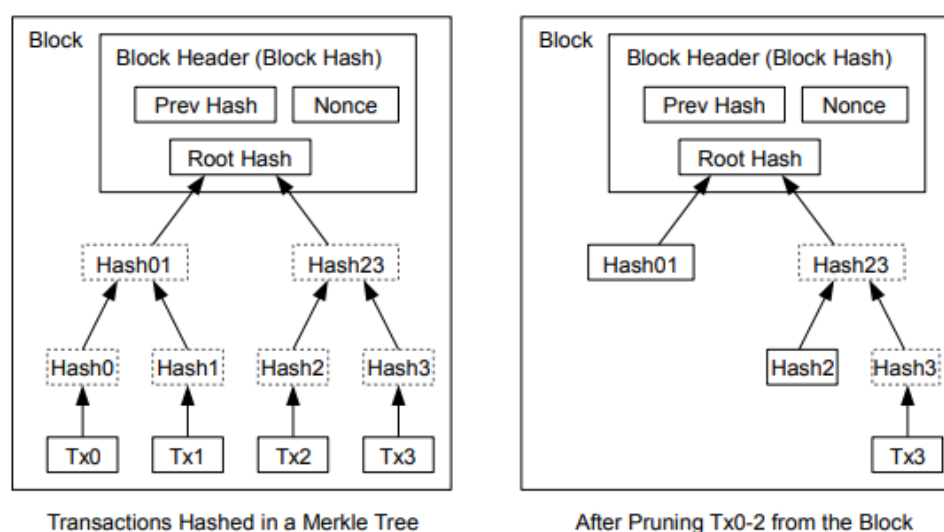 Block
Block Header (Block Hash)
Prev Hash
Nonce
Root Hash
Hash01
Hash23
Hash0
Hash1
Hash2
Hash3
Tx0
Tx1
Tx2
Tx3
Transactions Hashed in a Merkle Tree
Block
Block Header (Block Hash)
Prev Hash
Nonce
Root Hash
Hash01
Hash23
Hash2
Hash3
Tx3
After Pruning Tx0-2 from the Block